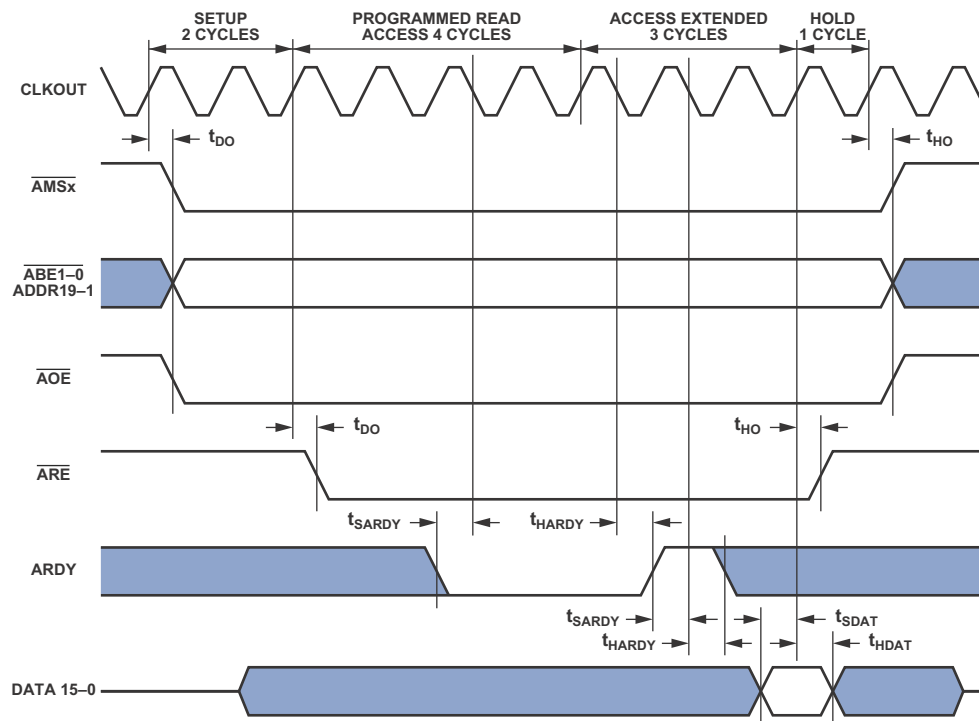 SETUP
2 CYCLES
PROGRAMMED READ
ACCESS 4 CYCLES
ACCESS EXTENDED
3 CYCLES
HOLD
1 CYCLE
CLKOUT
tDO
tHO
AMSx
ABE1–0
ADDR19–1
AOE
tDO
tHO
ARE
tSARDY
tHARDY
ARDY
tSARDY
tSDAT
tHARDY
tHDAT
DATA 15–0